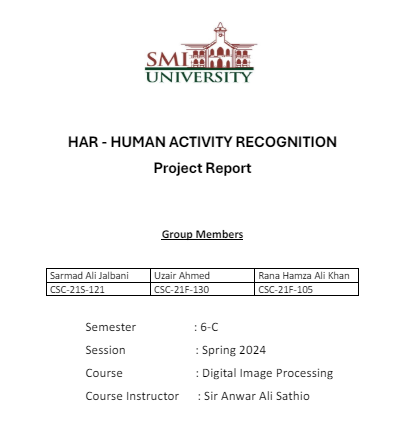 SMI
UNIVERSITY
HAR - HUMAN ACTIVITY RECOGNITION
Project Report
Group Members
Sarmad Ali Jalbani Uzair Ahmed Rana Hamza Ali Khan
CSC-21S-121 CSC-21F-130 CSC-21F-105
Semester : 6-C
Session : Spring 2024
Course : Digital Image Processing
Course Instructor : Sir Anwar Ali Sathio